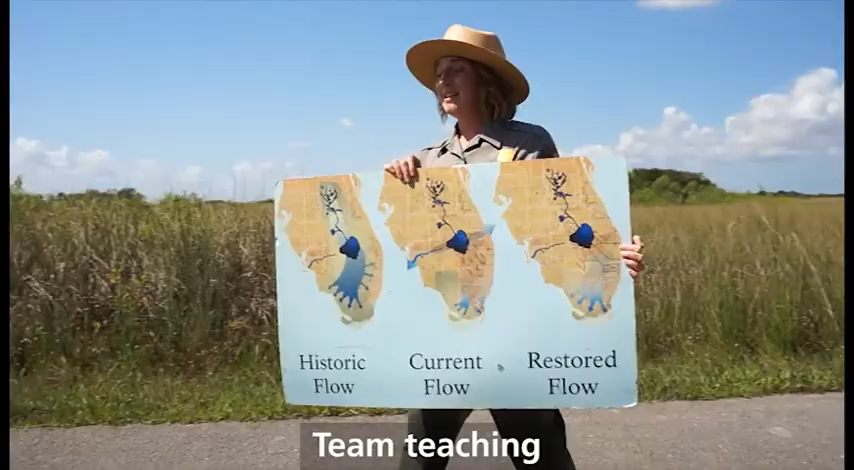 Historic
Flow
Current
Flow
Restored
Flow
Team teaching